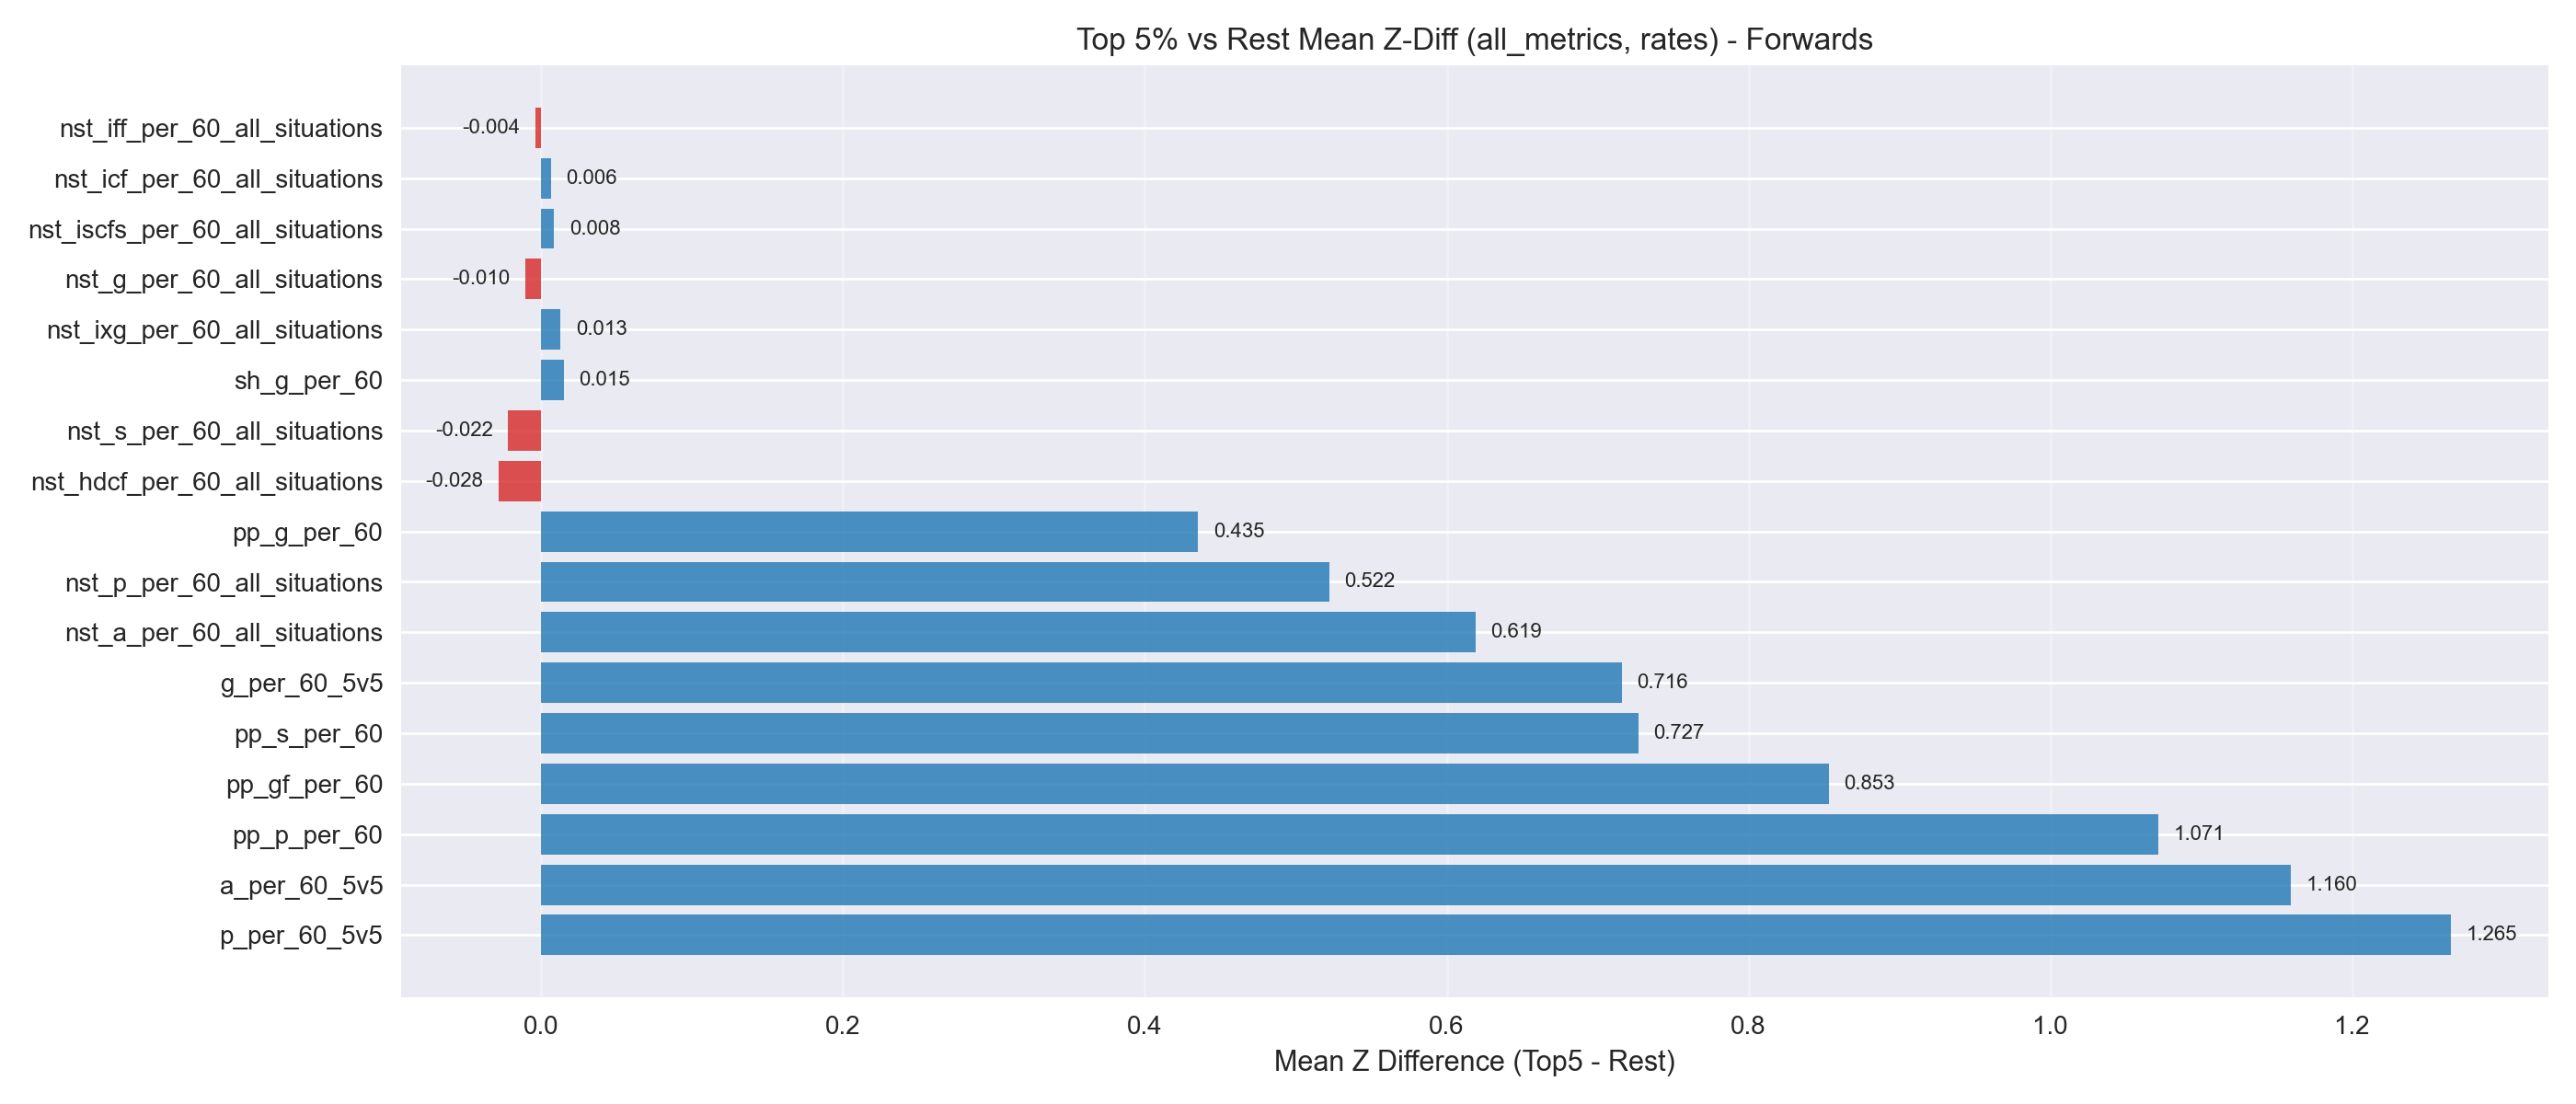 Top 5% vs Rest Mean Z-Diff (all_metrics, rates) - Forwards
nst_iff_per_60_all_situations -0.004
nst_icf_per_60_all_situations 0.006
nst_iscfs_per_60_all_situations 0.008
nst_g_per_60_all_situations -0.010
nst_ixg_per_60_all_situations 0.013
sh_g_per_60 0.015
nst_s_per_60_all_situations -0.022
nst_hdcf_per_60_all_situations -0.028
pp_g_per_60 0.435
nst_p_per_60_all_situations 0.522
nst_a_per_60_all_situations 0.619
g_per_60_5v5 0.716
pp_s_per_60 0.727
pp_gf_per_60 0.853
pp_p_per_60 1.071
a_per_60_5v5 1.160
p_per_60_5v5 1.265
0.0 0.2 0.4 0.6 0.8 1.0 1.2
Mean Z Difference (Top5 - Rest)